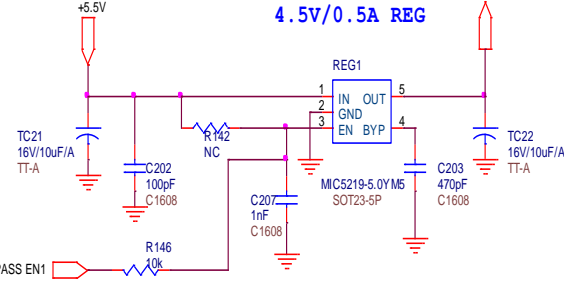 +5.5V
4.5V/0.5A REG
REG1
1 IN OUT 5
2 GND
3 EN BYP 4
TC21
16V/10uF/A
TT-A
R142
NC
TC22
16V/10uF/A
TT-A
C202
100pF
C1608
C207
1nF
C1608
MIC5219-5.0YM5
SOT23-5P
C203
470pF
C1608
R146
10k
PASS EN1